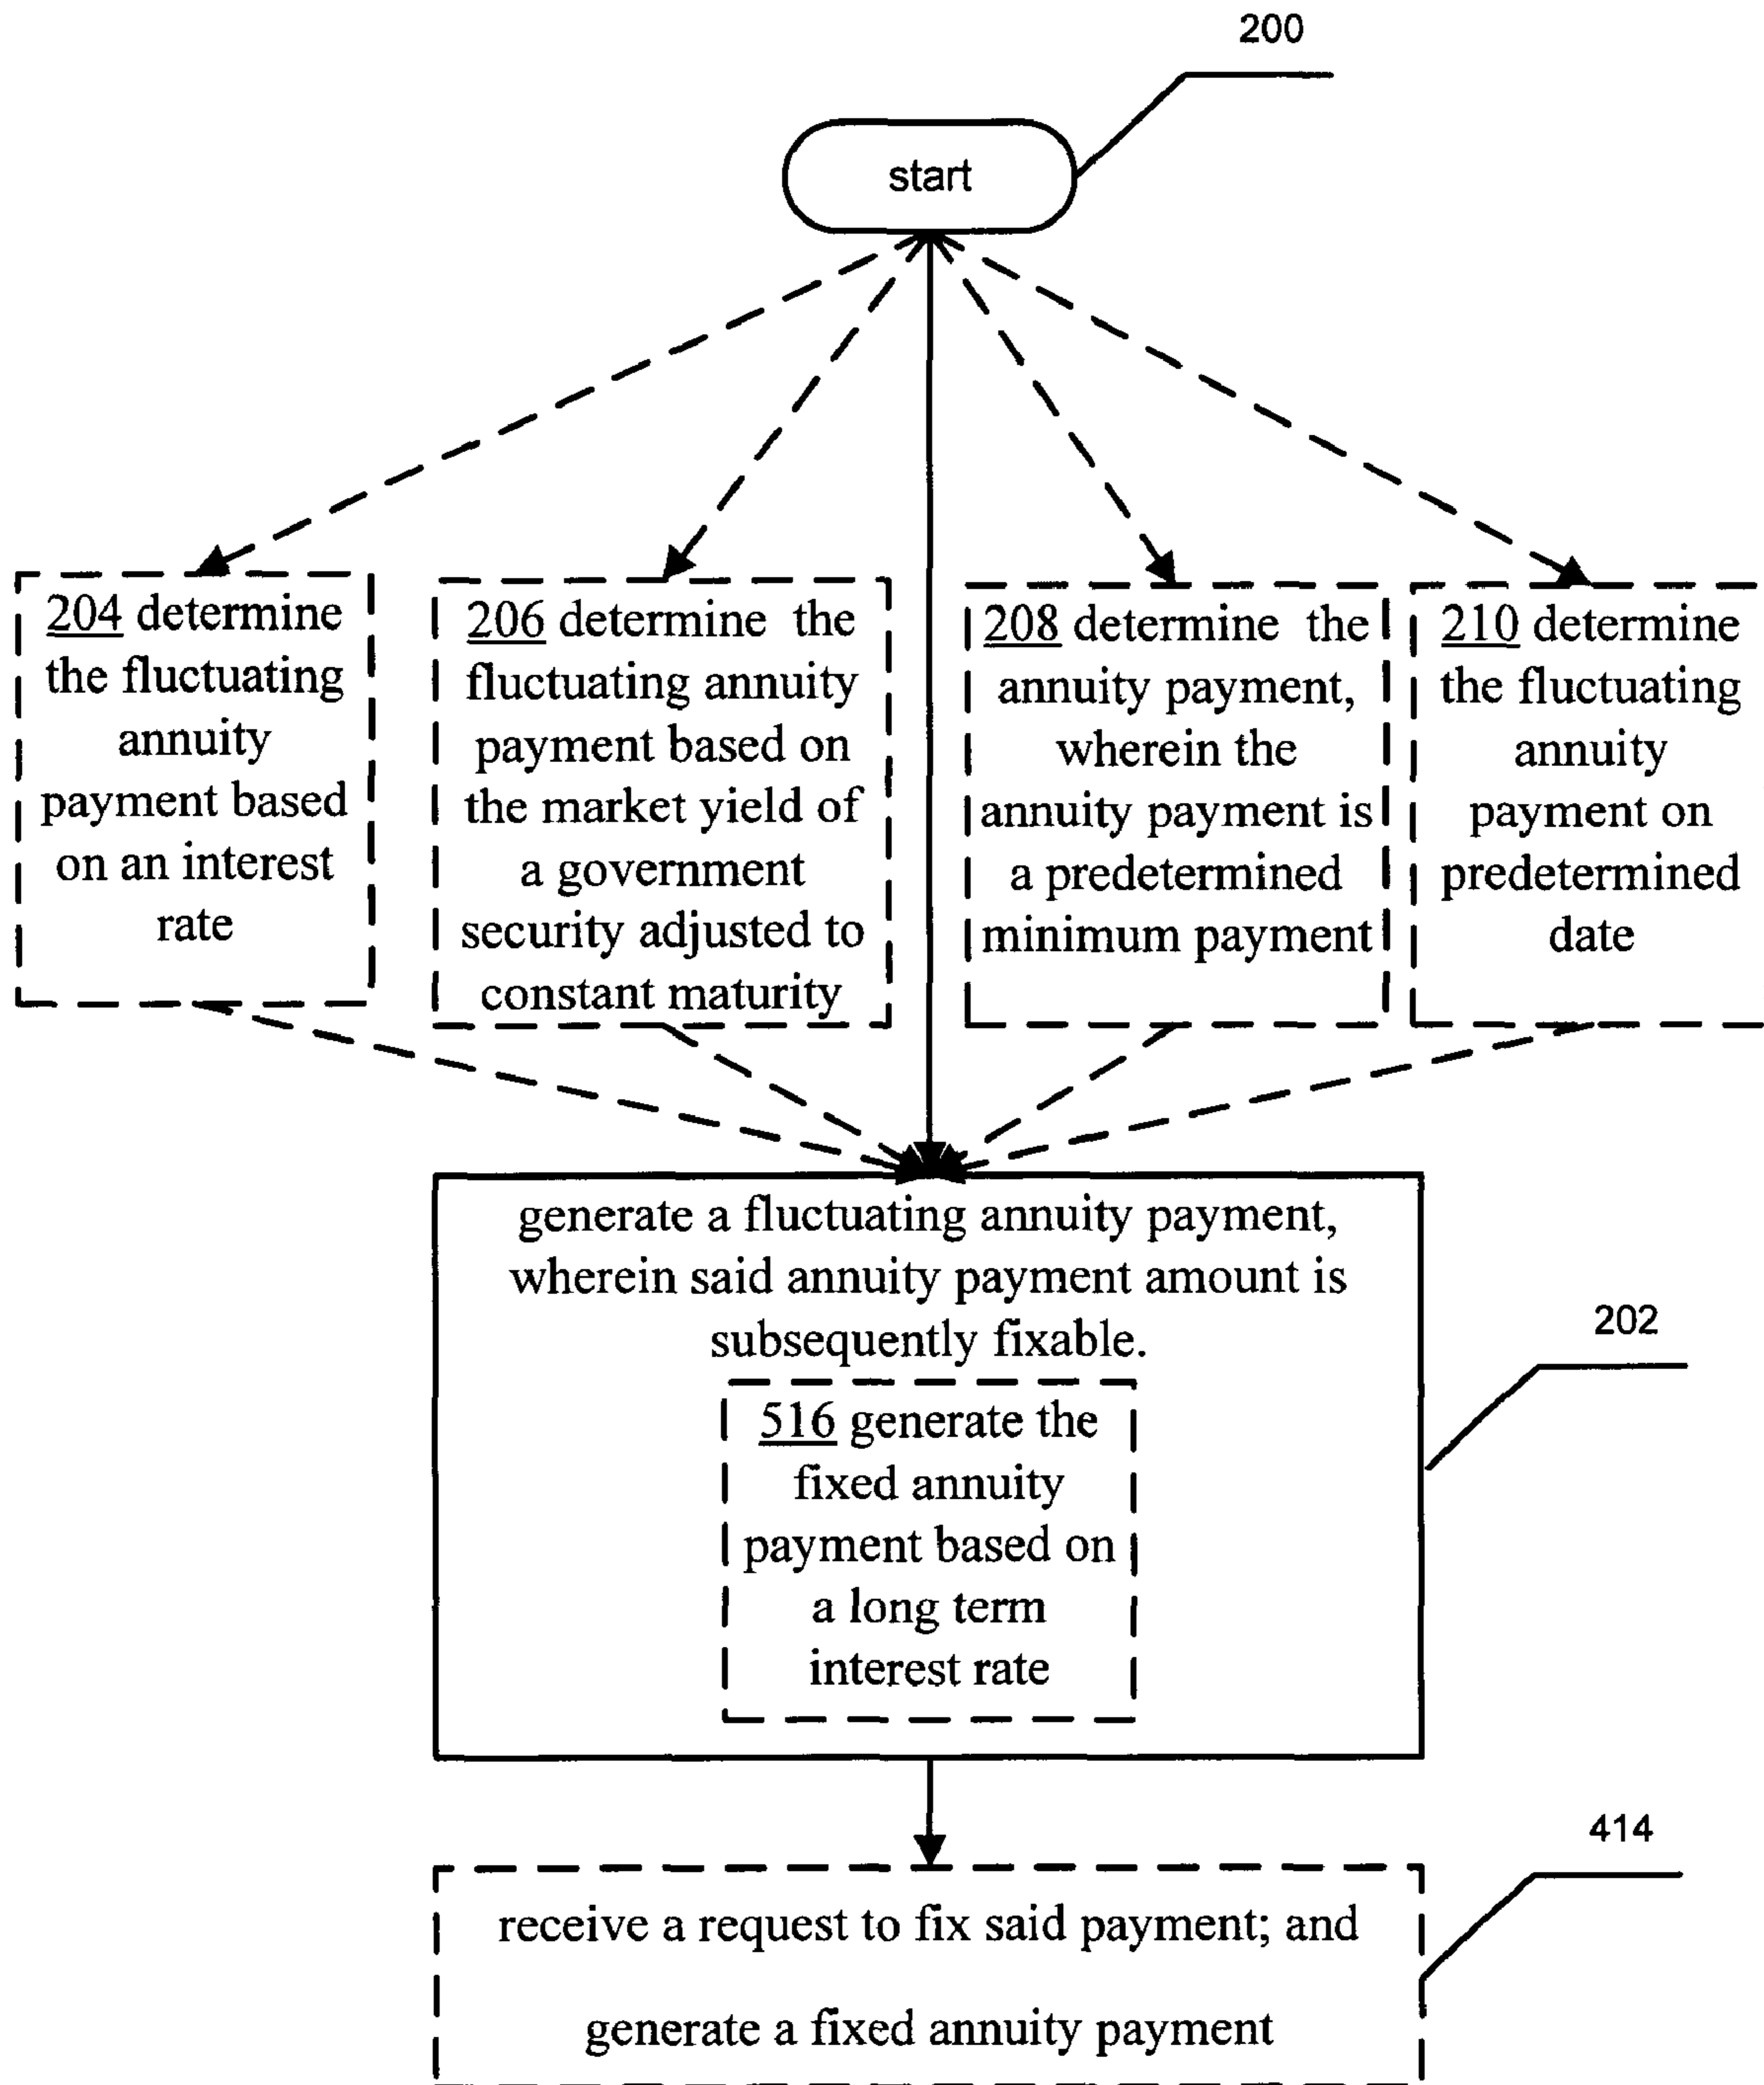 200
start
204 determine
the fluctuating
annuity
payment based
on an interest
rate
206 determine the
fluctuating annuity
payment based on
the market yield of
a government
security adjusted to
constant maturity
208 determine the
annuity payment,
wherein the
annuity payment is
a predetermined
minimum payment
210 determine
the fluctuating
annuity
payment on
predetermined
date
generate a fluctuating annuity payment,
wherein said annuity payment amount is
subsequently fixable.
202
516 generate the
fixed annuity
payment based on
a long term
interest rate
414
receive a request to fix said payment; and
generate a fixed annuity payment